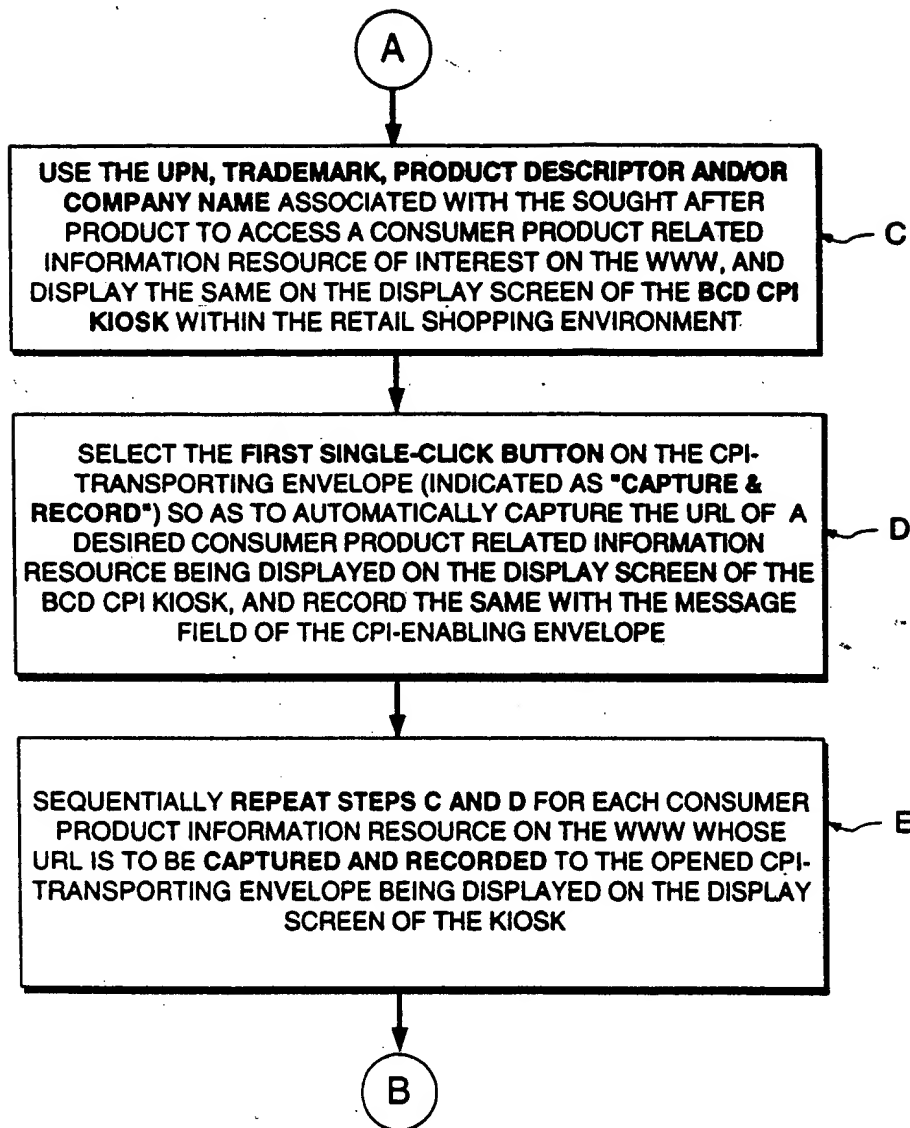 A
USE THE UPN, TRADEMARK, PRODUCT DESCRIPTOR AND/OR
COMPANY NAME ASSOCIATED WITH THE SOUGHT AFTER
PRODUCT TO ACCESS A CONSUMER PRODUCT RELATED
INFORMATION RESOURCE OF INTEREST ON THE WWW, AND
DISPLAY THE SAME ON THE DISPLAY SCREEN OF THE BCD CPI
KIOSK WITHIN THE RETAIL SHOPPING ENVIRONMENT
C
SELECT THE FIRST SINGLE-CLICK BUTTON ON THE CPI-
TRANSPORTING ENVELOPE (INDICATED AS "CAPTURE &
RECORD") SO AS TO AUTOMATICALLY CAPTURE THE URL OF A
DESIRED CONSUMER PRODUCT RELATED INFORMATION
RESOURCE BEING DISPLAYED ON THE DISPLAY SCREEN OF THE
BCD CPI KIOSK, AND RECORD THE SAME WITH THE MESSAGE
FIELD OF THE CPI-ENABLING ENVELOPE
D
SEQUENTIALLY REPEAT STEPS C AND D FOR EACH CONSUMER
PRODUCT INFORMATION RESOURCE ON THE WWW WHOSE
URL IS TO BE CAPTURED AND RECORDED TO THE OPENED CPI-
TRANSPORTING ENVELOPE BEING DISPLAYED ON THE DISPLAY
SCREEN OF THE KIOSK
E
B